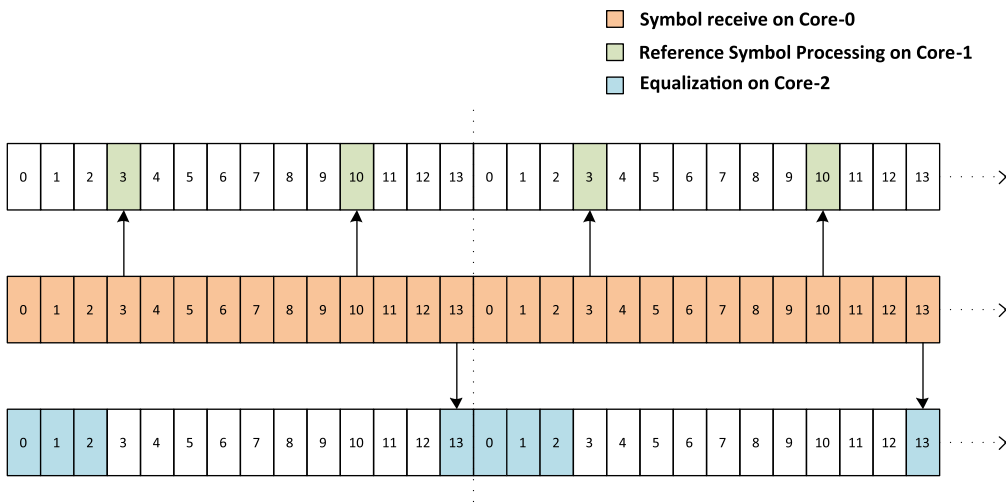 Symbol receive on Core-0
Reference Symbol Processing on Core-1
Equalization on Core-2
0 1 2 3 4 5 6 7 8 9 10 11 12 13 0 1 2 3 4 5 6 7 8 9 10 11 12 13
0 1 2 3 4 5 6 7 8 9 10 11 12 13 0 1 2 3 4 5 6 7 8 9 10 11 12 13
0 1 2 3 4 5 6 7 8 9 10 11 12 13 0 1 2 3 4 5 6 7 8 9 10 11 12 13